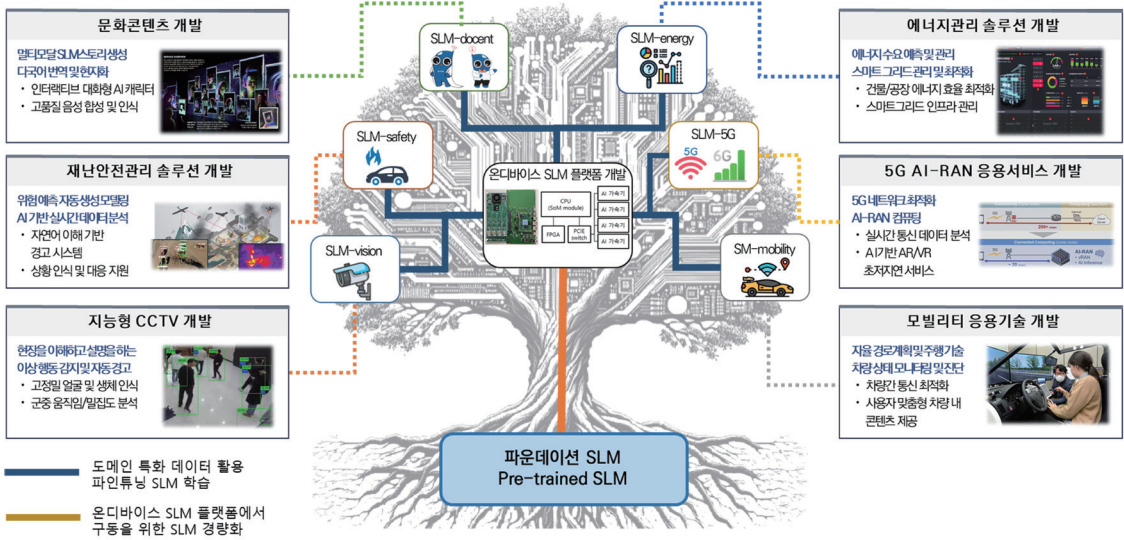 문화콘텐츠 개발
멀티모달 SLM스토리 생성
다국어 번역 및 현지화
• 인터랙티브 대화형 AI 캐릭터
• 고품질 음성 합성 및 인식
재난안전관리 솔루션 개발
위험 예측 자동 생성 모델링
AI 기반 실시간 데이터 분석
• 자연어 이해 기반
경고 시스템
• 상황 인식 및 대응 지원
지능형 CCTV 개발
현장을 이해하고 설명을 하는
이상 행동 감지 및 자동 경고
• 고정밀 얼굴 및 생체 인식
• 군중 움직임/밀집도 분석
SLM-docent
SLM-energy
SLM-safety
SLM-5G
5G
6G
SLM-vision
SM-mobility
온디바이스 SLM 플랫폼 개발
CPU
(SoM module)
FPGA
PCIE
switch
AI 가속기
AI 가속기
AI 가속기
AI 가속기
파운데이션 SLM
Pre-trained SLM
에너지관리 솔루션 개발
에너지 수요 예측 및 관리
스마트 그리드 관리 및 최적화
• 건물/공장 에너지 효율 최적화
• 스마트그리드 인프라 관리
5G AI-RAN 응용서비스 개발
5G 네트워크 최적화
AI-RAN 컴퓨팅
• 실시간 통신 데이터 분석
• AI 기반 AR/VR
초저지연 서비스
5G
5G
AI-RAN
• vRAN
• AI Inference
모빌리티 응용기술 개발
자율 경로계획 및 주행 기술
차량 상태 모니터링 및 진단
• 차량간 통신 최적화
• 사용자 맞춤형 차량 내
콘텐츠 제공
도메인 특화 데이터 활용
파인튜닝 SLM 학습
온디바이스 SLM 플랫폼에서
구동을 위한 SLM 경량화